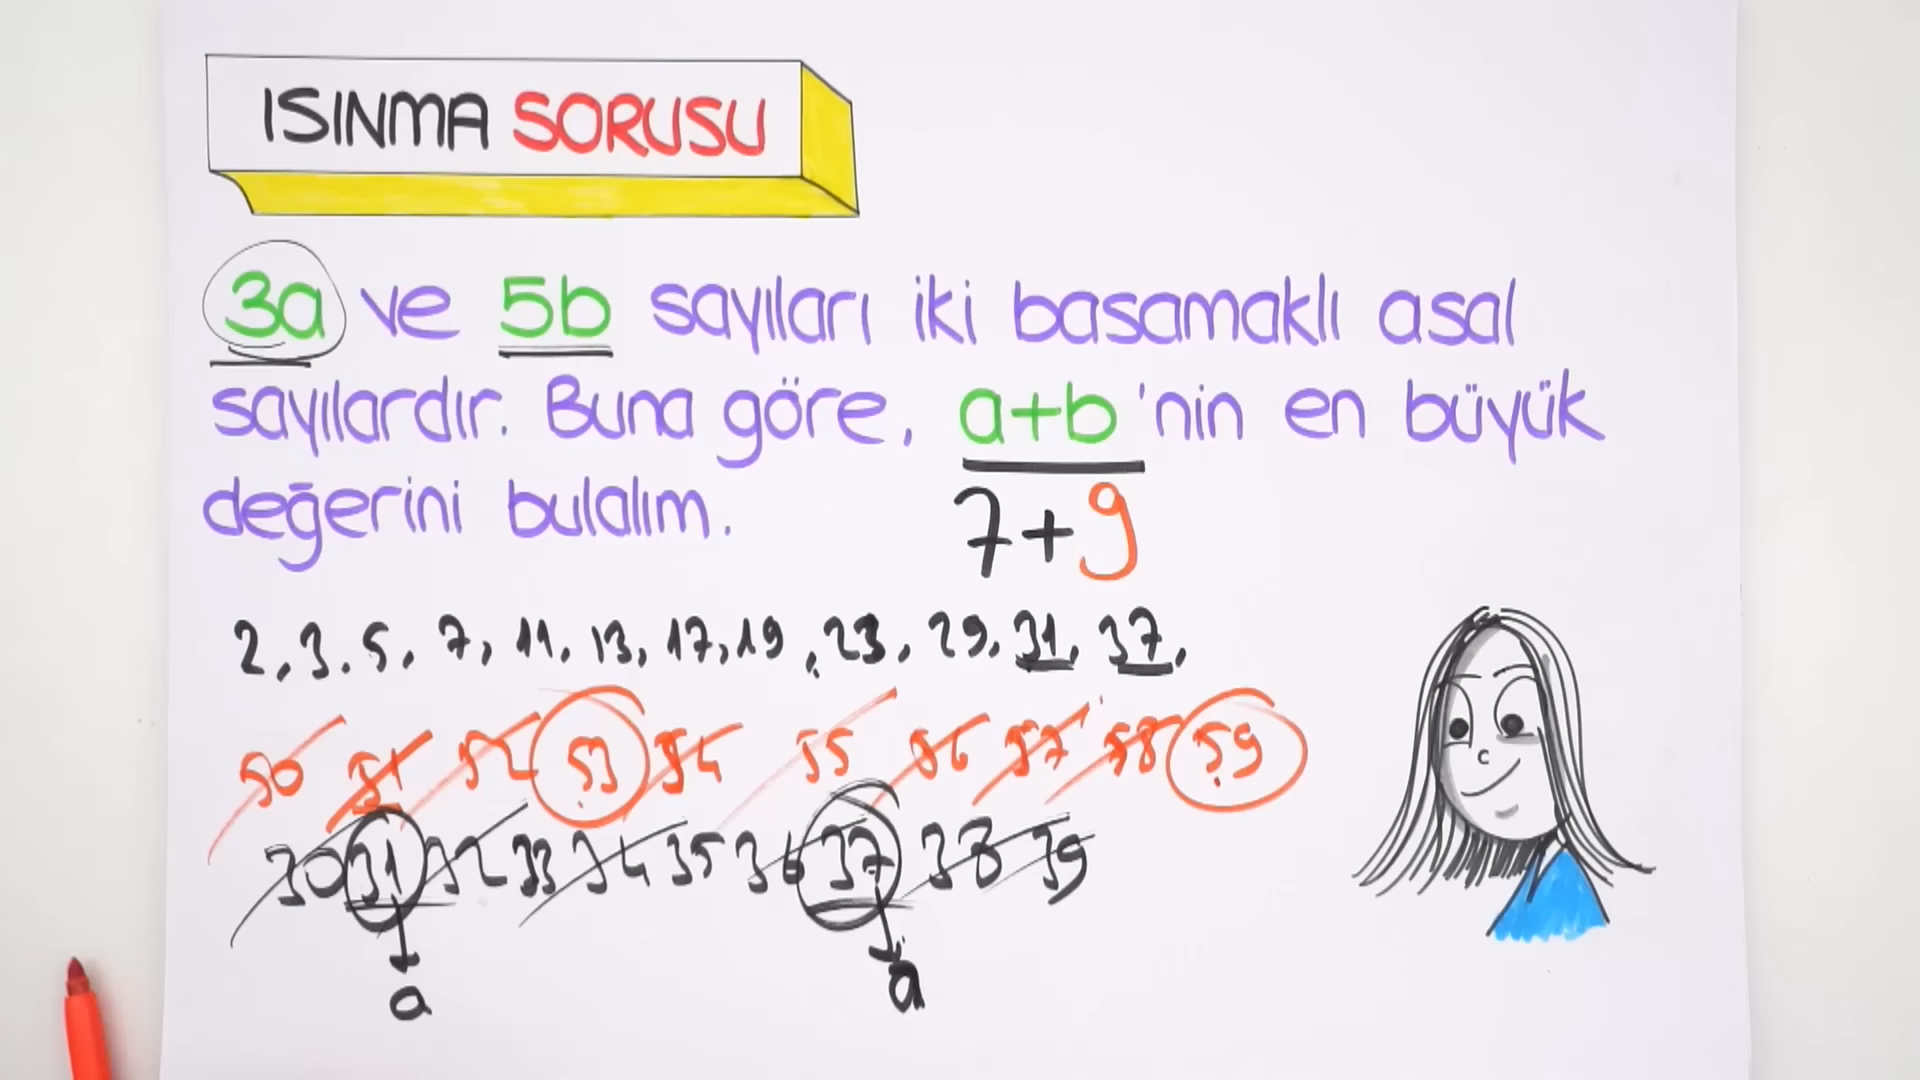 ISINMA SORUSU
3a ve 5b sayıları iki basamaklı asal
sayılardır. Buna göre, a+b'nin en büyük
değerini bulalım.
7+9
2, 3. 5, 7, 11, 13, 17, 19, 23, 29, 31, 37,
50 51 52 53 54 55 56 57 58 59
30 31 32 33 34 35 36 37 38 39
a a